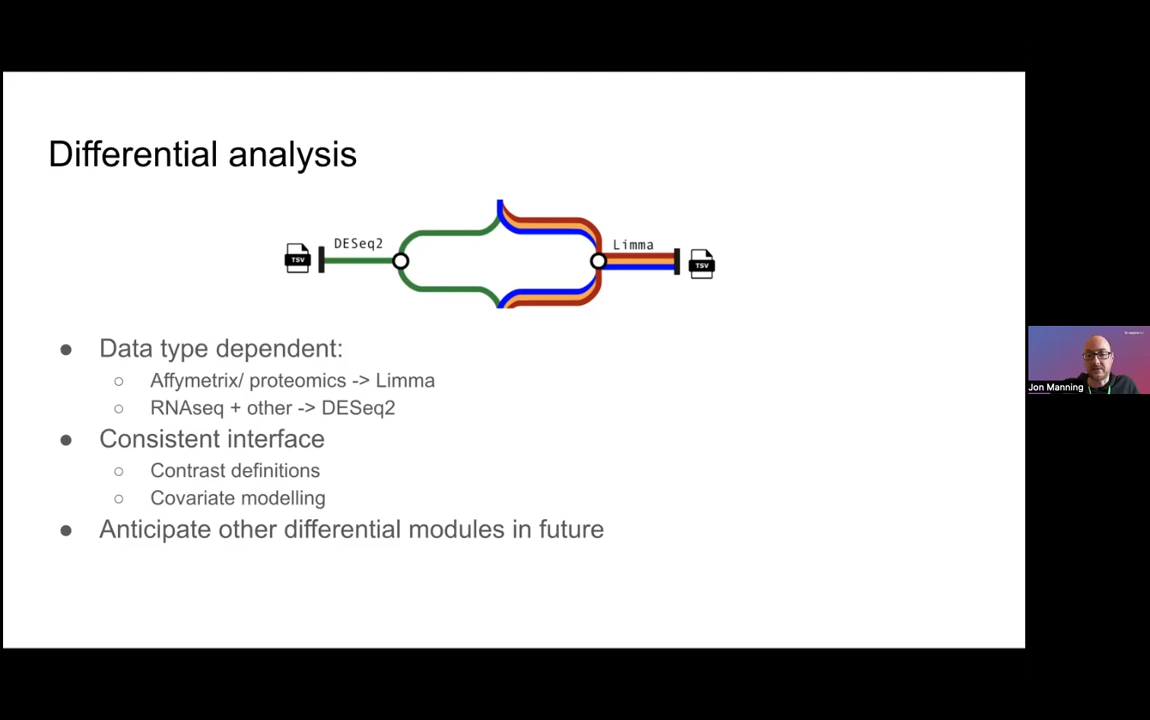 Differential analysis
DESeq2
Limma
TSV
TSV
● Data type dependent:
○ Affymetrix/ proteomics -> Limma
○ RNAseq + other -> DESeq2
● Consistent interface
○ Contrast definitions
○ Covariate modelling
● Anticipate other differential modules in future
Jon Manning